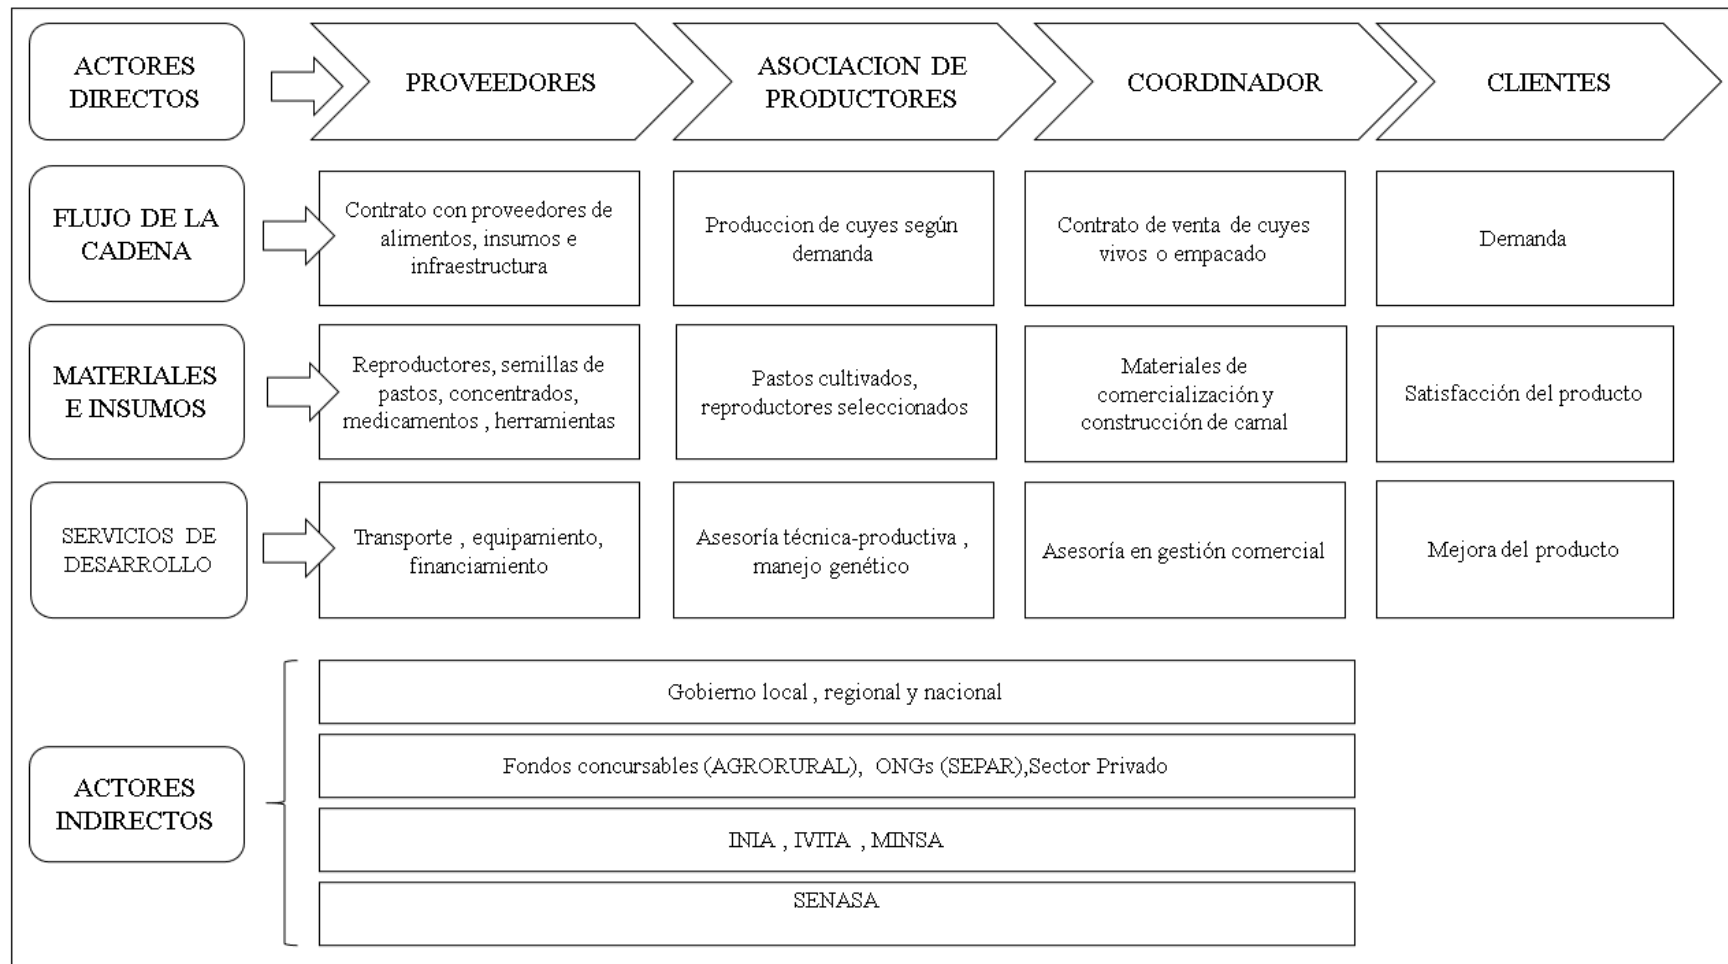 ACTORES
DIRECTOS
PROVEEDORES
ASOCIACION DE
PRODUCTORES
COORDINADOR
CLIENTES
FLUJO DE LA
CADENA
Contrato con proveedores de
alimentos, insumos e
infraestructura
Produccion de cuyes según
demanda
Contrato de venta de cuyes
vivos o empacado
Demanda
MATERIALES
E INSUMOS
Reproductores, semillas de
pastos, concentrados,
medicamentos , herramientas
Pastos cultivados,
reproductores seleccionados
Materiales de
comercialización y
construcción de camal
Satisfacción del producto
SERVICIOS DE
DESARROLLO
Transporte , equipamiento,
financiamiento
Asesoría técnica-productiva ,
manejo genético
Asesoría en gestión comercial
Mejora del producto
ACTORES
INDIRECTOS
Gobierno local , regional y nacional
Fondos concursables (AGRORURAL), ONGs (SEPAR),Sector Privado
INIA , IVITA , MINSA
SENASA